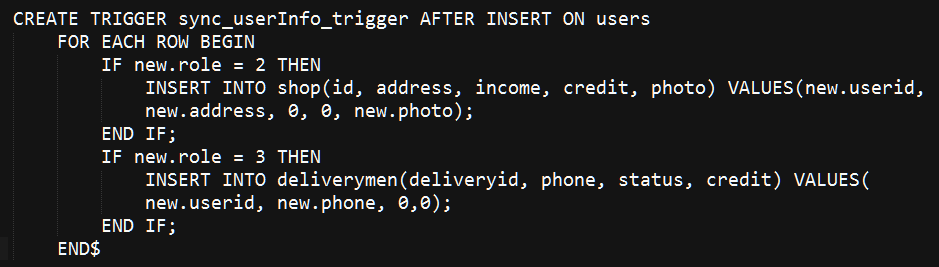 CREATE TRIGGER sync_userInfo_trigger AFTER INSERT ON users
    FOR EACH ROW BEGIN
        IF new.role = 2 THEN
            INSERT INTO shop(id, address, income, credit, photo) VALUES(new.userid,
            new.address, 0, 0, new.photo);
        END IF;
        IF new.role = 3 THEN
            INSERT INTO deliverymen(deliveryid, phone, status, credit) VALUES(
            new.userid, new.phone, 0,0);
        END IF;
    END$